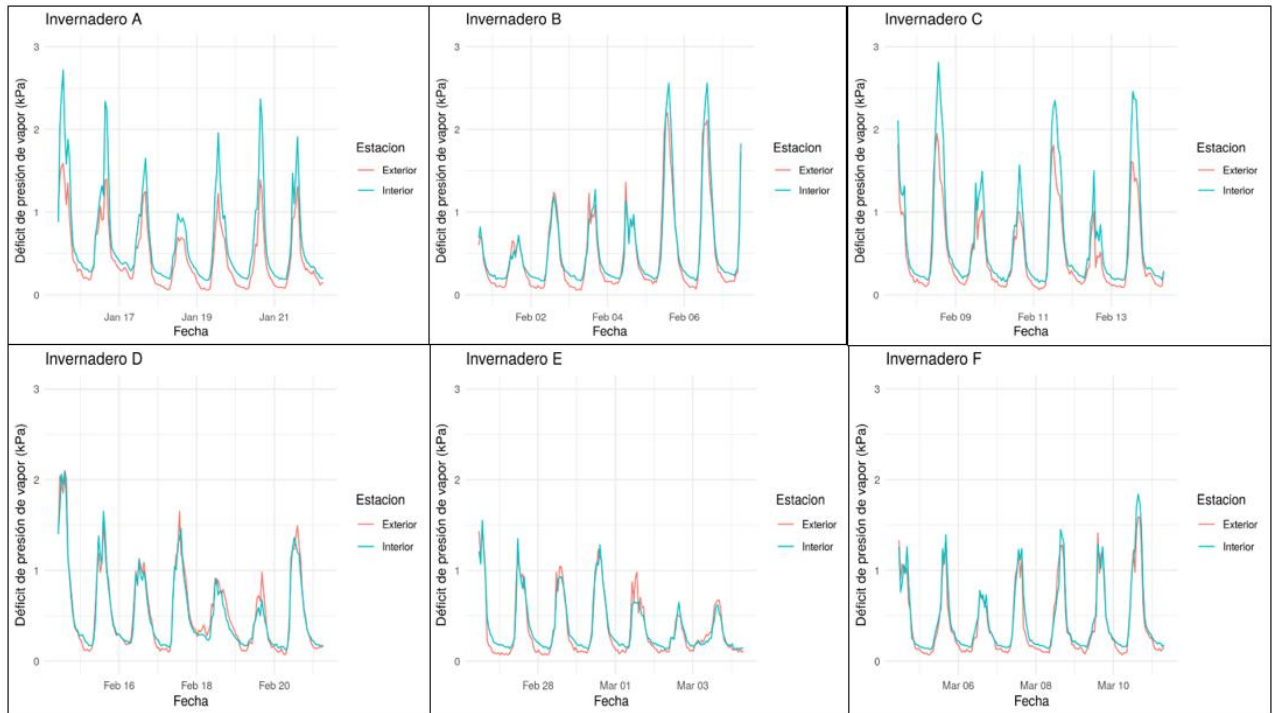 Invernadero A
Déficit de presión de vapor (kPa)
3
2
1
0
Jan 17
Jan 19
Jan 21
Fecha
Estacion
Exterior
Interior
Invernadero B
Déficit de presión de vapor (kPa)
3
2
1
0
Feb 02
Feb 04
Feb 06
Fecha
Estacion
Exterior
Interior
Invernadero C
Déficit de presión de vapor (kPa)
3
2
1
0
Feb 09
Feb 11
Feb 13
Fecha
Estacion
Exterior
Interior
Invernadero D
Déficit de presión de vapor (kPa)
3
2
1
0
Feb 16
Feb 18
Feb 20
Fecha
Estacion
Exterior
Interior
Invernadero E
Déficit de presión de vapor (kPa)
3
2
1
0
Feb 28
Mar 01
Mar 03
Fecha
Estacion
Exterior
Interior
Invernadero F
Déficit de presión de vapor (kPa)
3
2
1
0
Mar 06
Mar 08
Mar 10
Fecha
Estacion
Exterior
Interior